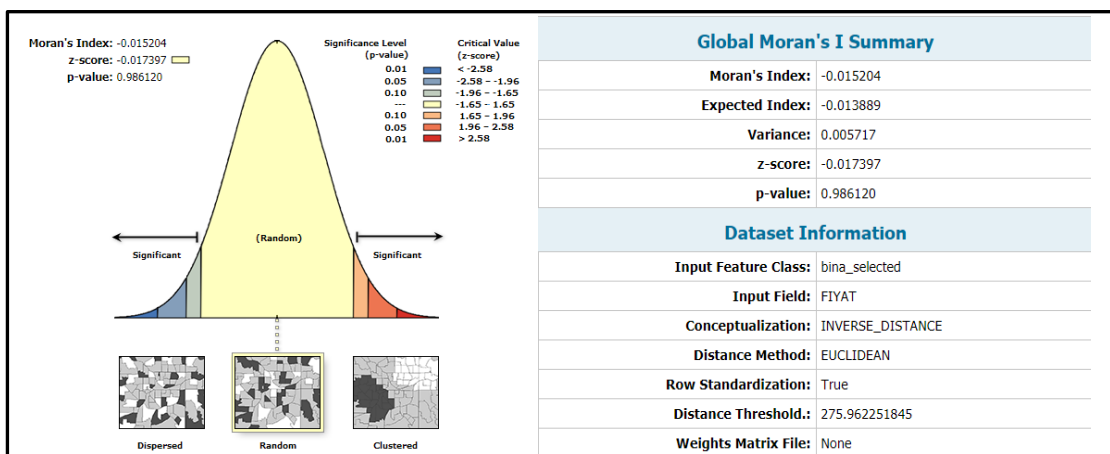 Moran's Index: -0.015204
z-score: -0.017397
p-value: 0.986120
Significance Level
(p-value)
Critical Value
(z-score)
0.01 < -2.58
0.05 -2.58 - -1.96
0.10 -1.96 - -1.65
--- -1.65 - 1.65
0.10 1.65 - 1.96
0.05 1.96 - 2.58
0.01 > 2.58
(Random)
Significant
Significant
Dispersed
Random
Clustered
Global Moran's I Summary
Moran's Index: -0.015204
Expected Index: -0.013889
Variance: 0.005717
z-score: -0.017397
p-value: 0.986120
Dataset Information
Input Feature Class: bina_selected
Input Field: FIYAT
Conceptualization: INVERSE_DISTANCE
Distance Method: EUCLIDEAN
Row Standardization: True
Distance Threshold.: 275.962251845
Weights Matrix File: None